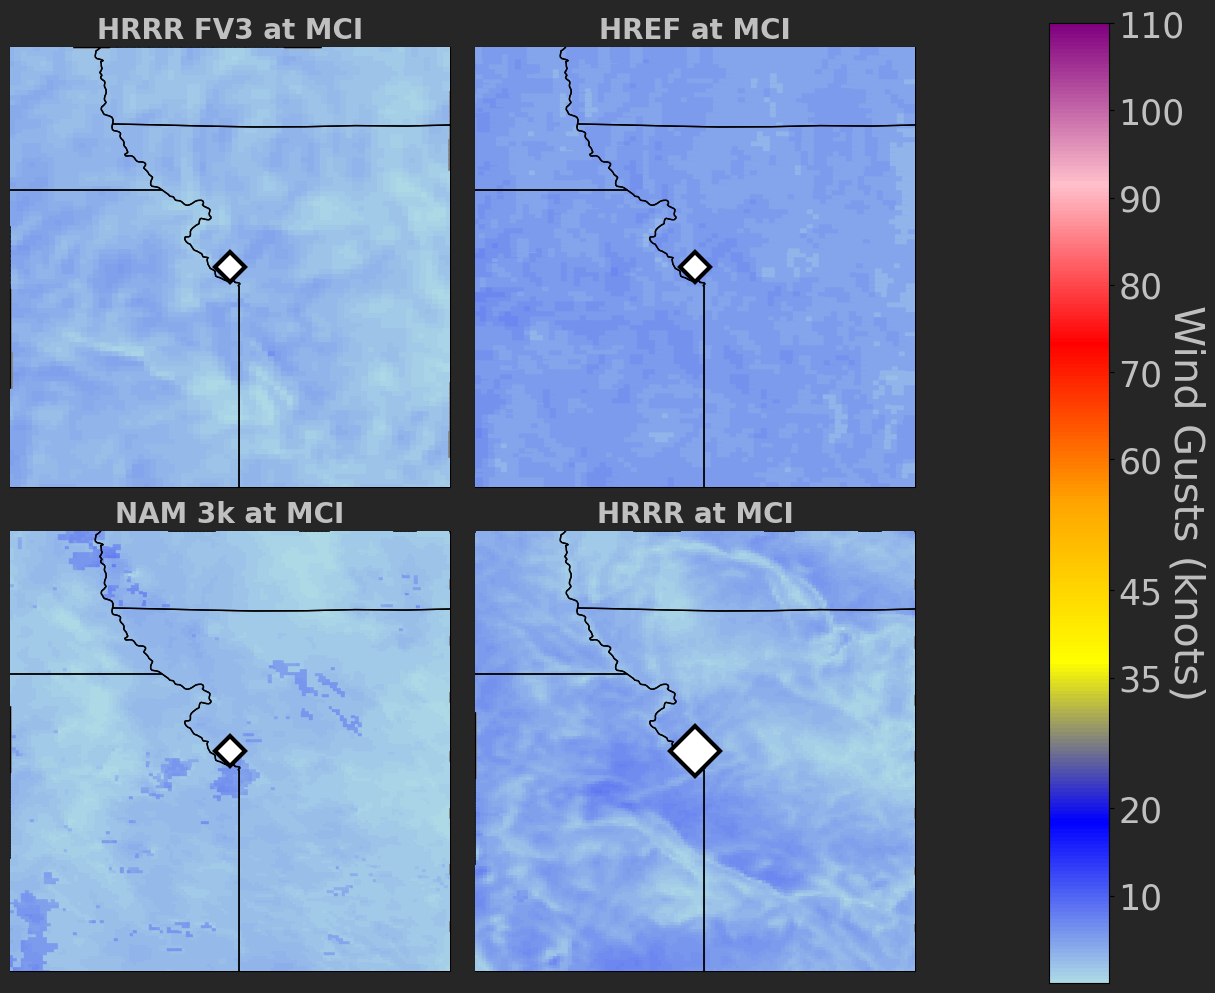 HRRR FV3 at MCI
HREF at MCI
NAM 3k at MCI
HRRR at MCI
110
100
90
80
70
60
45
35
20
10
Wind Gusts (knots)